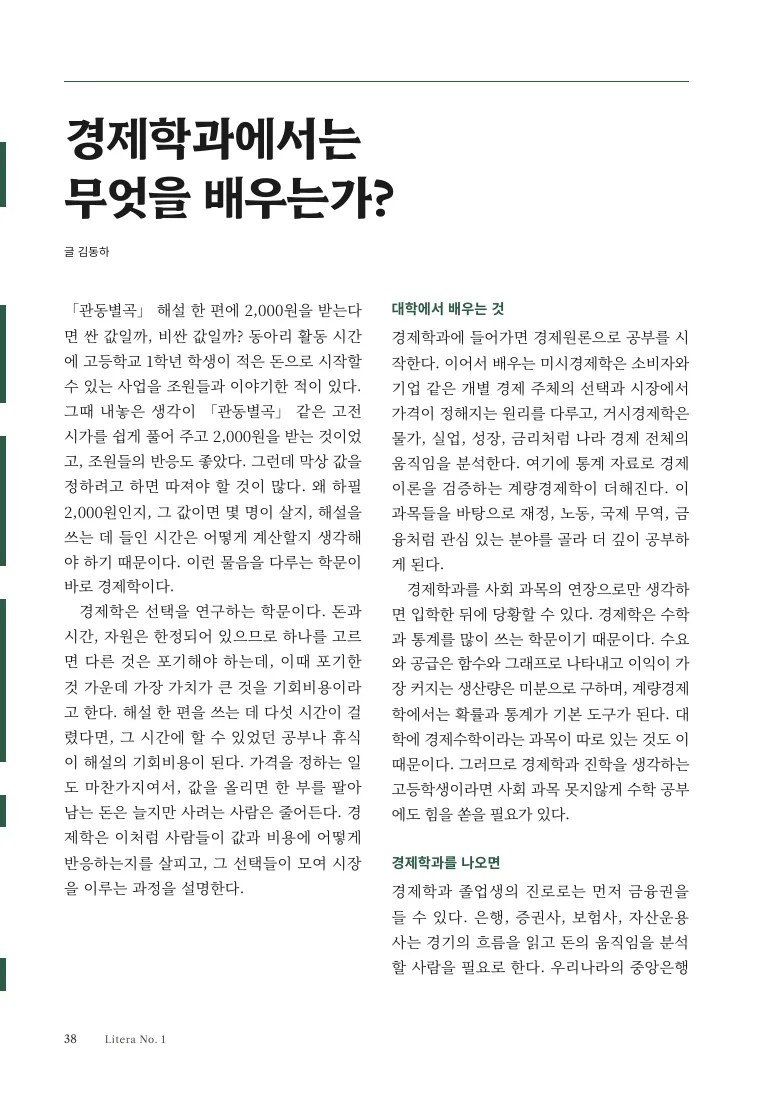 경제학과에서는
무엇을 배우는가?
글 김동하
「관동별곡」 해설 한 편에 2,000원을 받는다
면 싼 값일까, 비싼 값일까? 동아리 활동 시간
에 고등학교 1학년 학생이 적은 돈으로 시작할
수 있는 사업을 조원들과 이야기한 적이 있다.
그때 내놓은 생각이 「관동별곡」 같은 고전
시가를 쉽게 풀어 주고 2,000원을 받는 것이었
고, 조원들의 반응도 좋았다. 그런데 막상 값을
정하려고 하면 따져야 할 것이 많다. 왜 하필
2,000원인지, 그 값이면 몇 명이 살지, 해설을
쓰는 데 들인 시간은 어떻게 계산할지 생각해
야 하기 때문이다. 이런 물음을 다루는 학문이
바로 경제학이다.
경제학은 선택을 연구하는 학문이다. 돈과
시간, 자원은 한정되어 있으므로 하나를 고르
면 다른 것은 포기해야 하는데, 이때 포기한
것 가운데 가장 가치가 큰 것을 기회비용이라
고 한다. 해설 한 편을 쓰는 데 다섯 시간이 걸
렸다면, 그 시간에 할 수 있었던 공부나 휴식
이 해설의 기회비용이 된다. 가격을 정하는 일
도 마찬가지여서, 값을 올리면 한 부를 팔아
남는 돈은 늘지만 사려는 사람은 줄어든다. 경
제학은 이처럼 사람들이 값과 비용에 어떻게
반응하는지를 살피고, 그 선택들이 모여 시장
을 이루는 과정을 설명한다.
대학에서 배우는 것
경제학과에 들어가면 경제원론으로 공부를 시
작한다. 이어서 배우는 미시경제학은 소비자와
기업 같은 개별 경제 주체의 선택과 시장에서
가격이 정해지는 원리를 다루고, 거시경제학은
물가, 실업, 성장, 금리처럼 나라 경제 전체의
움직임을 분석한다. 여기에 통계 자료로 경제
이론을 검증하는 계량경제학이 더해진다. 이
과목들을 바탕으로 재정, 노동, 국제 무역, 금
융처럼 관심 있는 분야를 골라 더 깊이 공부하
게 된다.
경제학과를 사회 과목의 연장으로만 생각하
면 입학한 뒤에 당황할 수 있다. 경제학은 수학
과 통계를 많이 쓰는 학문이기 때문이다. 수요
와 공급은 함수와 그래프로 나타내고 이익이 가
장 커지는 생산량은 미분으로 구하며, 계량경제
학에서는 확률과 통계가 기본 도구가 된다. 대
학에 경제수학이라는 과목이 따로 있는 것도 이
때문이다. 그러므로 경제학과 진학을 생각하는
고등학생이라면 사회 과목 못지않게 수학 공부
에도 힘을 쏟을 필요가 있다.
경제학과를 나오면
경제학과 졸업생의 진로로는 먼저 금융권을
들 수 있다. 은행, 증권사, 보험사, 자산운용
사는 경기의 흐름을 읽고 돈의 움직임을 분석
할 사람을 필요로 한다. 우리나라의 중앙은행
38 Litera No. 1